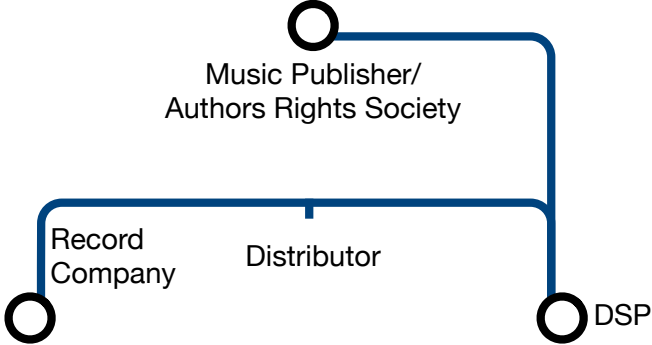 Music Publisher/
Authors Rights Society
Record
Company
Distributor
DSP